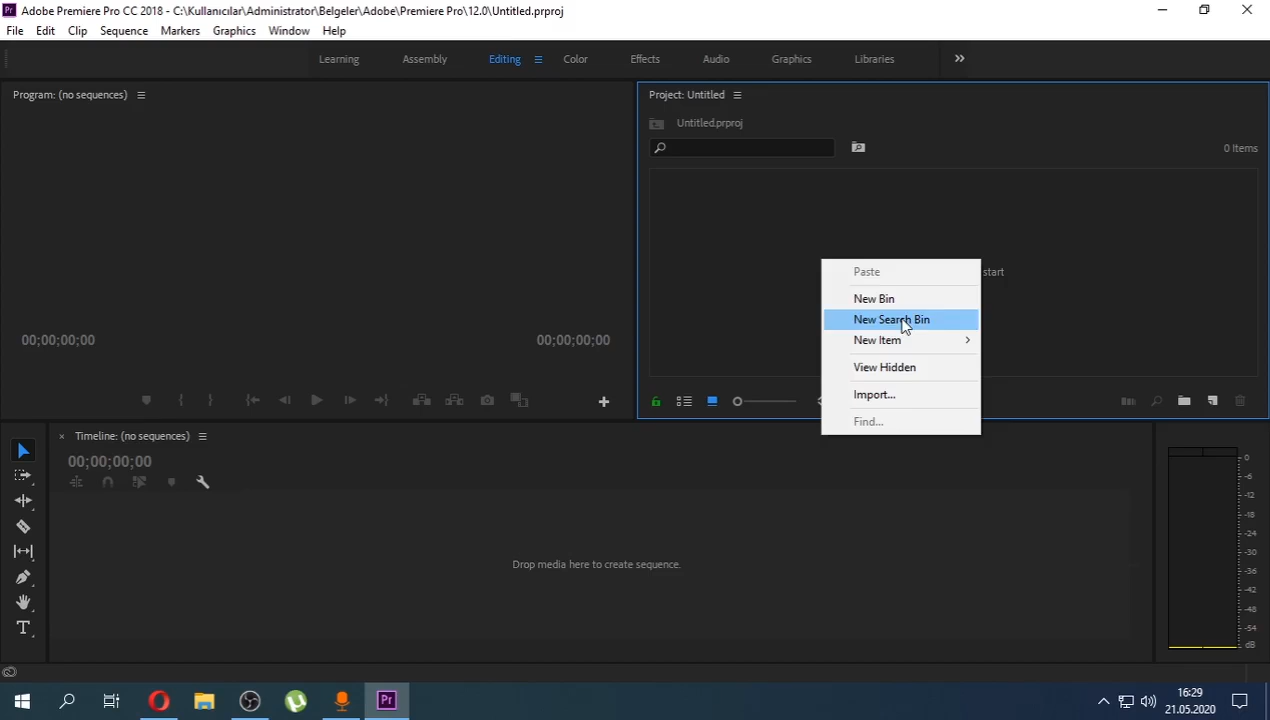 Adobe Premiere Pro CC 2018 - C:\Kullanıcılar\Administrator\Belgeler\Adobe\Premiere Pro\12.0\Untitled.prproj
File Edit Clip Sequence Markers Graphics Window Help
Learning Assembly Editing Color Effects Audio Graphics Libraries
Program: (no sequences)
00;00;00;00 00;00;00;00
Project: Untitled
Untitled.prproj
0 Items
start
Paste
New Bin
New Search Bin
New Item
View Hidden
Import...
Find...
Timeline: (no sequences)
00;00;00;00
Drop media here to create sequence.
0
-6
-12
-18
-24
-30
-36
-42
-48
-54
dB
Pr
16:29
21.05.2020